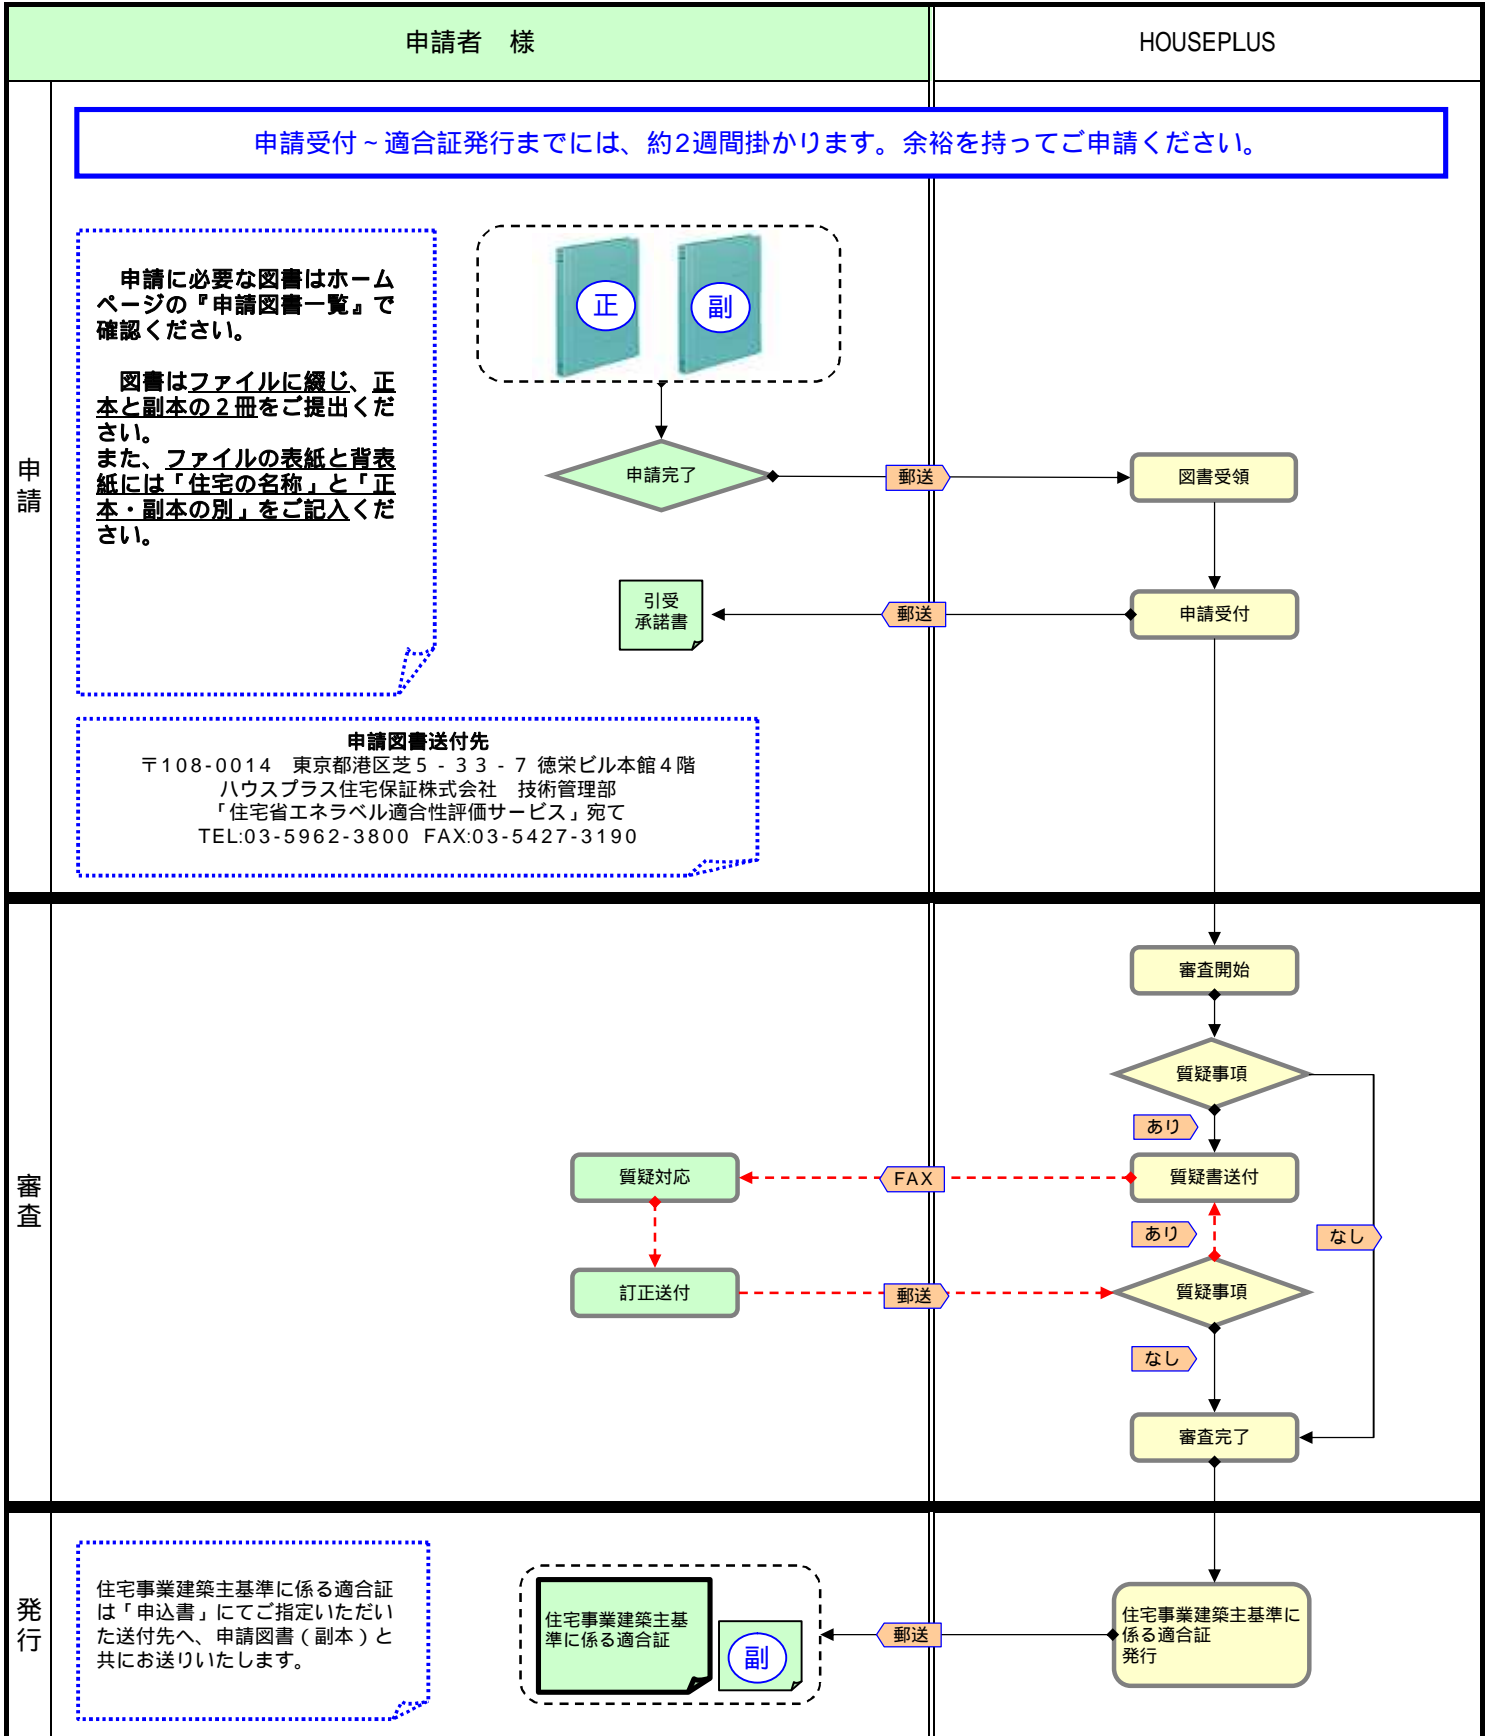 申請者　様
HOUSEPLUS
申請
申請受付～適合証発行までには、約2週間掛かります。余裕を持ってご申請ください。
申請に必要な図書はホーム
ページの『申請図書一覧』で
確認ください。
図書はファイルに綴じ、正
本と副本の２冊をご提出くだ
さい。
また、ファイルの表紙と背表
紙には「住宅の名称」と「正
本・副本の別」をご記入くだ
さい。
正
副
申請完了
郵送
図書受領
引受
承諾書
郵送
申請受付
申請図書送付先
〒108-0014　東京都港区芝５-３３-７ 徳栄ビル本館４階
ハウスプラス住宅保証株式会社　技術管理部
「住宅省エネラベル適合性評価サービス」宛て
TEL:03-5962-3800 FAX:03-5427-3190
審査
審査開始
質疑事項
あり
質疑対応
FAX
質疑書送付
あり
なし
訂正送付
郵送
質疑事項
なし
審査完了
発行
住宅事業建築主基準に係る適合証
は「申込書」にてご指定いただい
た送付先へ、申請図書（副本）と
共にお送りいたします。
住宅事業建築主基
準に係る適合証
副
郵送
住宅事業建築主基準に
係る適合証
発行